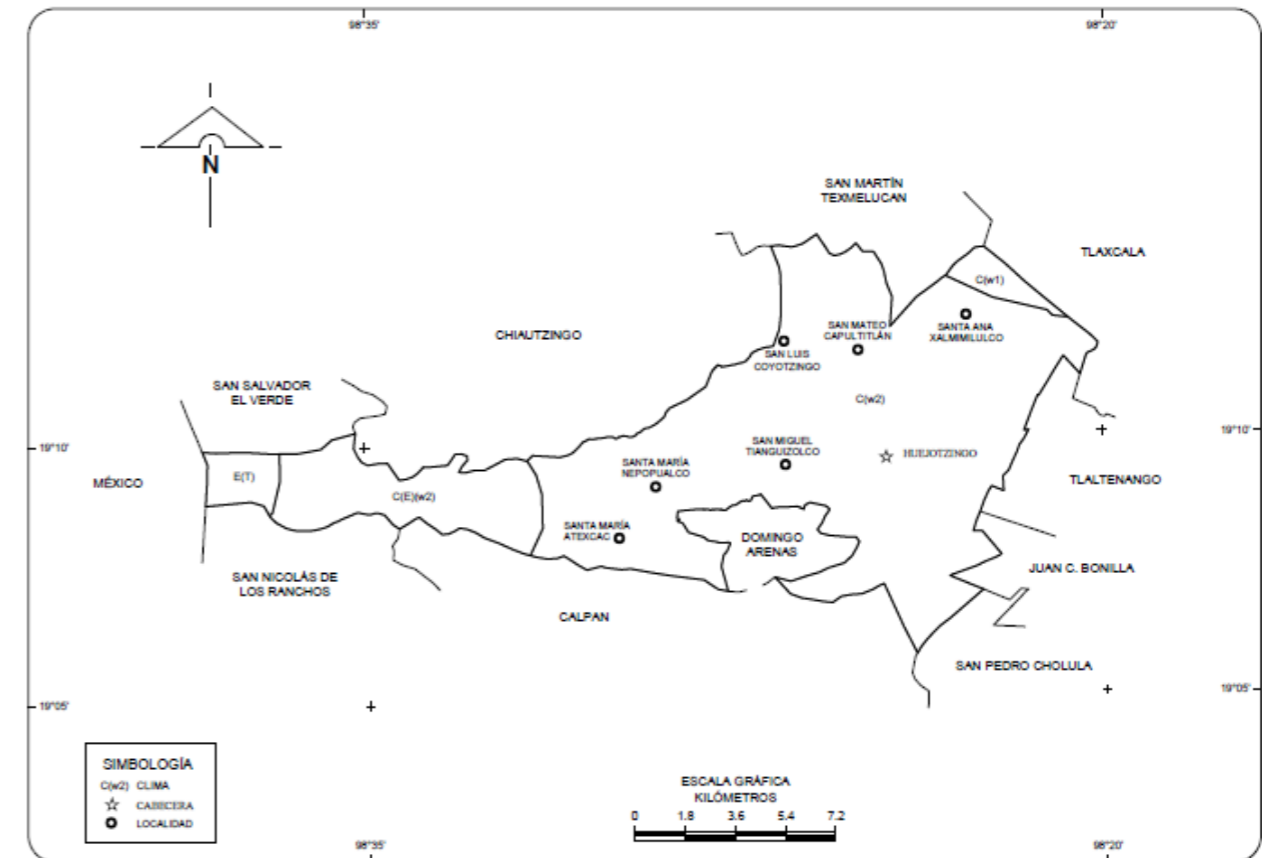 98°35'
98°20'
N
SAN MARTÍN
TEXMELUCAN
TLAXCALA
C(w1)
CHIAUTZINGO
SAN MATEO
CAPULTITLÁN
SANTA ANA
XALMIMILULCO
SAN LUIS
COYOTZINGO
SAN SALVADOR
EL VERDE
C(w2)
19°10'
19°10'
SAN MIGUEL
TIANGUIZOLCO
HUEJOTZINGO
SANTA MARÍA
NEPOPUALCO
MÉXICO
E(T)
C(E)(w2)
TLALTENANGO
SANTA MARÍA
ATEXCAC
DOMINGO
ARENAS
SAN NICOLÁS DE
LOS RANCHOS
JUAN C. BONILLA
CALPAN
SAN PEDRO CHOLULA
19°05'
19°05'
SIMBOLOGÍA
C(w2) CLIMA
CABECERA
LOCALIDAD
ESCALA GRÁFICA
KILÓMETROS
0 1.8 3.6 5.4 7.2
98°35'
98°20'